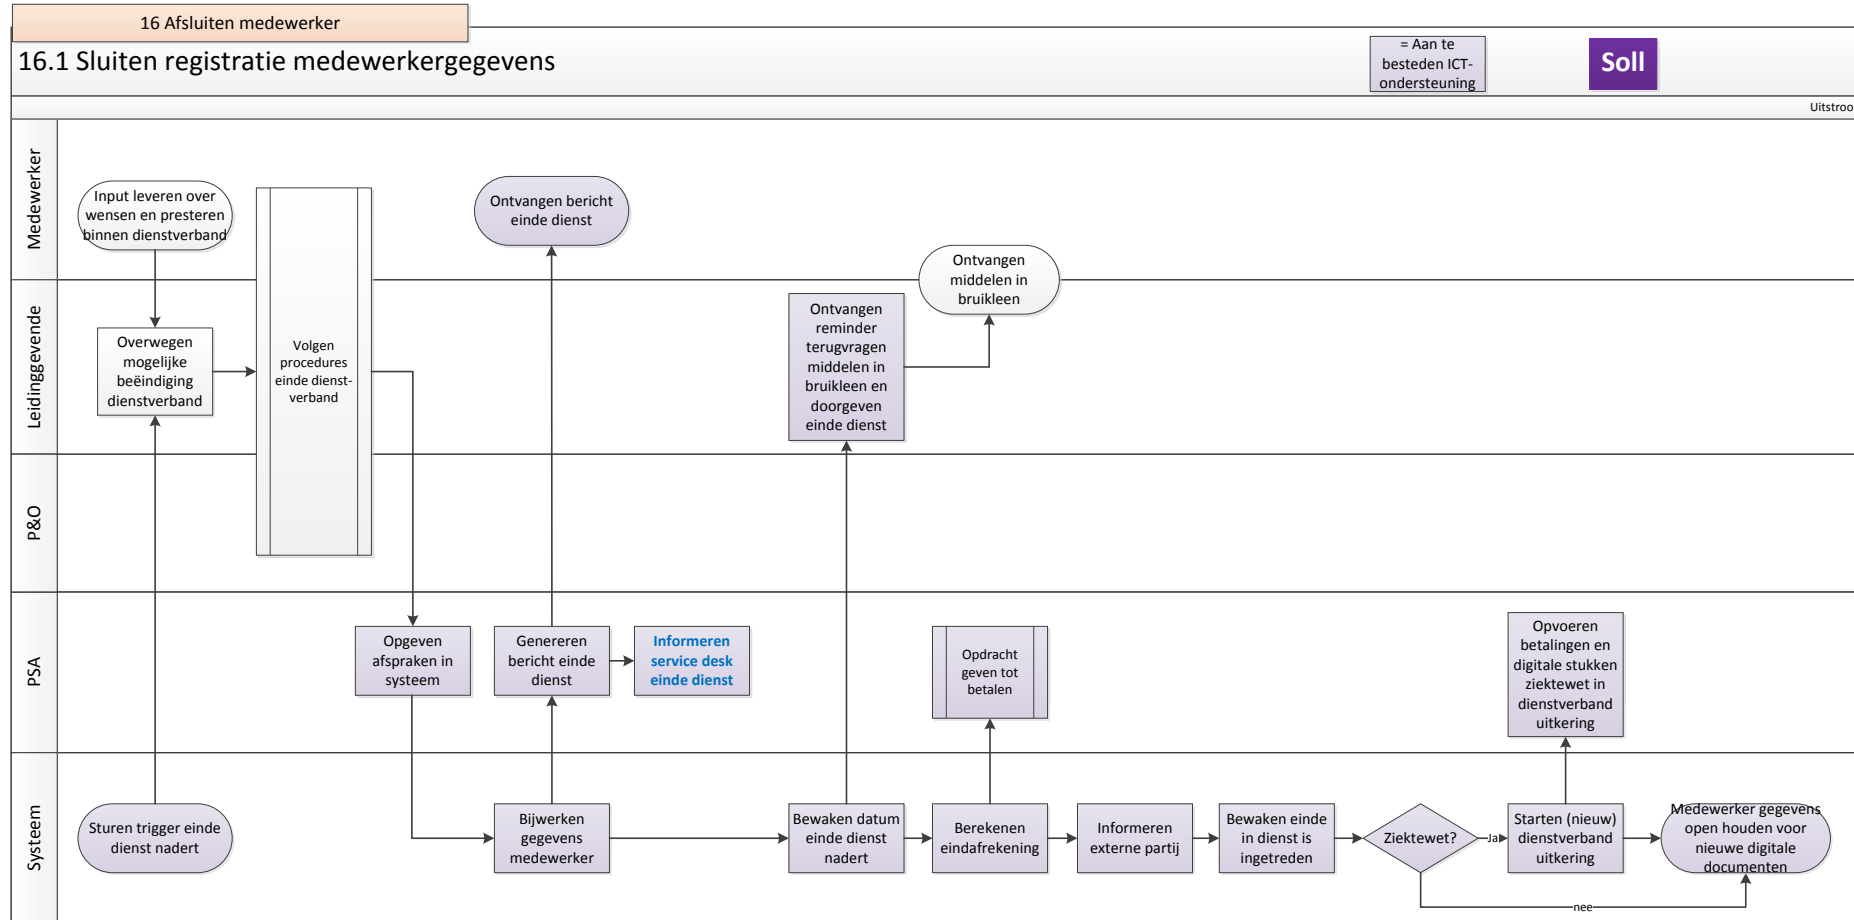 16 Afsluiten medewerker
16.1 Sluiten registratie medewerkergegevens
= Aan te
besteden ICT-
ondersteuning
Soll
Uitstroo
Medewerker
Input leveren over
wensen en presteren
binnen dienstverband
Ontvangen bericht
einde dienst
Ontvangen
middelen in
bruikleen
Leidinggevende
Overwegen
mogelijke
beëindiging
dienstverband
Volgen
procedures
einde dienst-
verband
Ontvangen
reminder
terugvragen
middelen in
bruikleen en
doorgeven
einde dienst
P&O
PSA
Opgeven
afspraken in
systeem
Genereren
bericht einde
dienst
Informeren
service desk
einde dienst
Opdracht
geven tot
betalen
Opvoeren
betalingen en
digitale stukken
ziektewet in
dienstverband
uitkering
Systeem
Sturen trigger einde
dienst nadert
Bijwerken
gegevens
medewerker
Bewaken datum
einde dienst
nadert
Berekenen
eindafrekening
Informeren
externe partij
Bewaken einde
in dienst is
ingetreden
Ziektewet?
Ja
Starten (nieuw)
dienstverband
uitkering
Medewerker gegevens
open houden voor
nieuwe digitale
documenten
nee